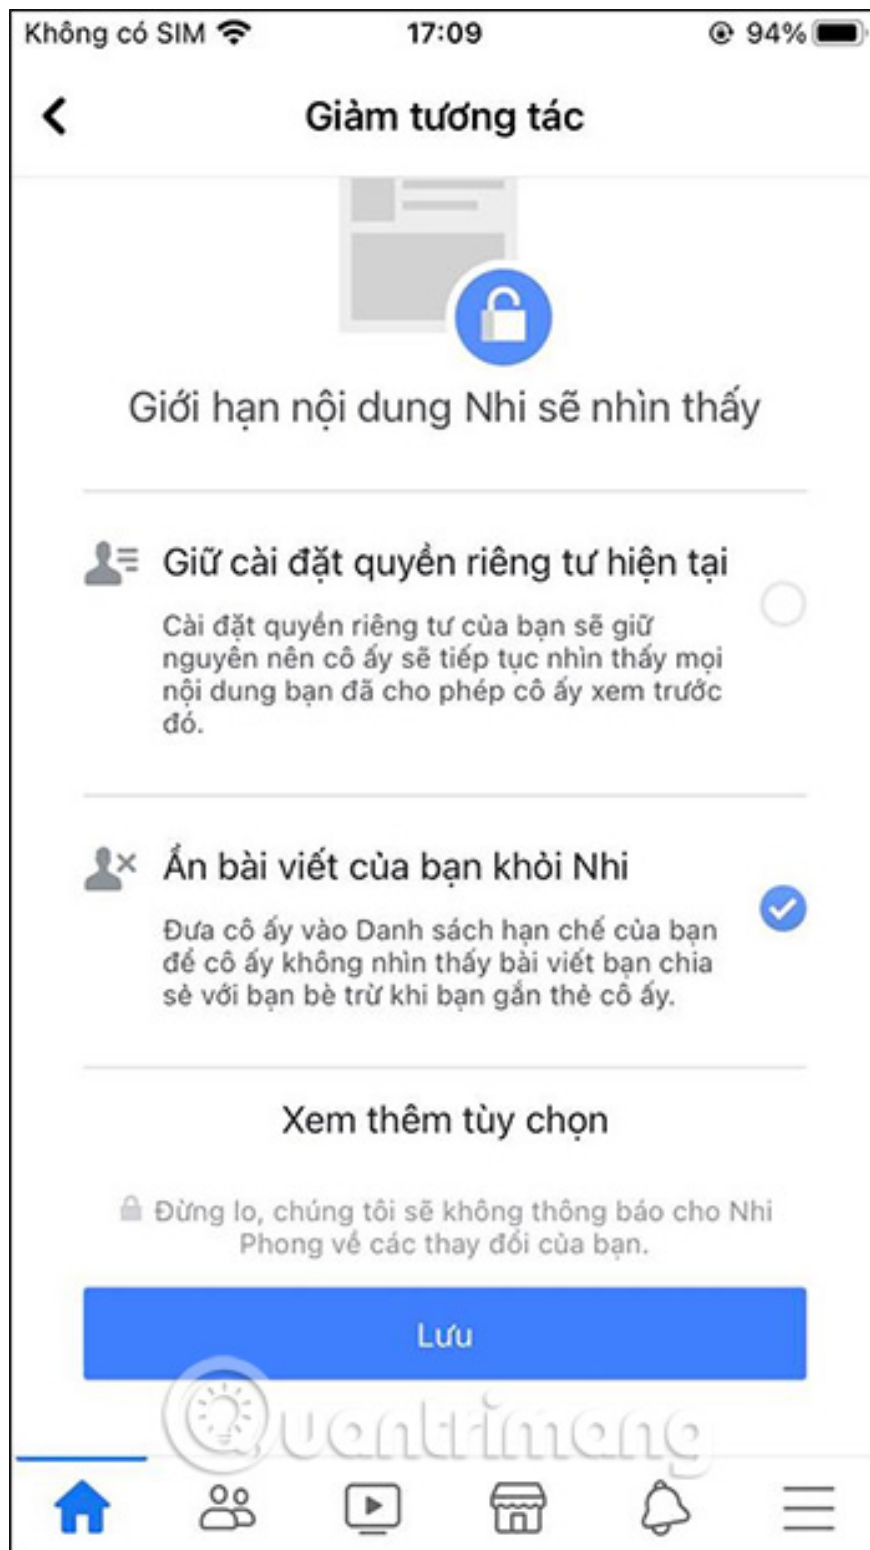 Không có SIM 17:09 94%
Giảm tương tác
Giới hạn nội dung Nhi sẽ nhìn thấy
Giữ cài đặt quyền riêng tư hiện tại
Cài đặt quyền riêng tư của bạn sẽ giữ
nguyên nên cô ấy sẽ tiếp tục nhìn thấy mọi
nội dung bạn đã cho phép cô ấy xem trước
đó.
Ẩn bài viết của bạn khỏi Nhi
Đưa cô ấy vào Danh sách hạn chế của bạn
để cô ấy không nhìn thấy bài viết bạn chia
sẻ với bạn bè trừ khi bạn gắn thẻ cô ấy.
Xem thêm tùy chọn
Đừng lo, chúng tôi sẽ không thông báo cho Nhi
Phong về các thay đổi của bạn.
Lưu
Quantrimang